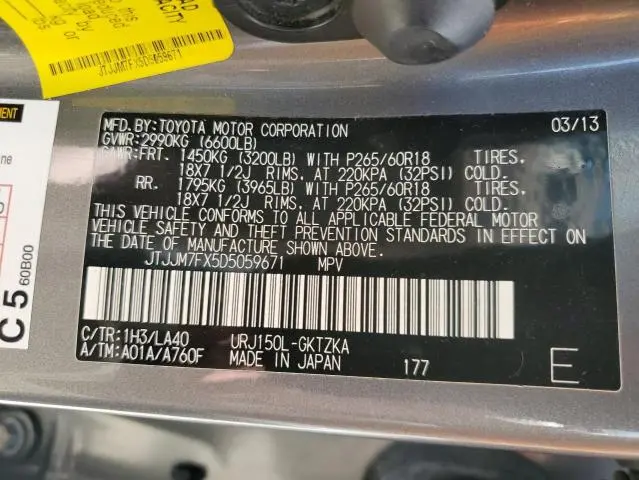 AD
ACITY
this
JTJJM7FX5D5059671
MFD.BY:TOYOTA MOTOR CORPORATION 03/13
GVWR:2990KG (6600LB)
GAWR:FRT. 1450KG (3200LB) WITH P265/60R18 TIRES.
18X7 1/2J RIMS. AT 220KPA (32PSI) COLD.
RR. 1795KG (3965LB) WITH P265/60R18 TIRES.
18X7 1/2J RIMS. AT 220KPA (32PSI) COLD.
THIS VEHICLE CONFORMS TO ALL APPLICABLE FEDERAL MOTOR
VEHICLE SAFETY AND THEFT PREVENTION STANDARDS IN EFFECT ON
THE DATE OF MANUFACTURE SHOWN ABOVE.
JTJJM7FX5D5059671 MPV
C/TR:1H3/LA40 URJ150L-GKTZKA
A/TM:A01A/A760F MADE IN JAPAN 177 E
C 5 60B00